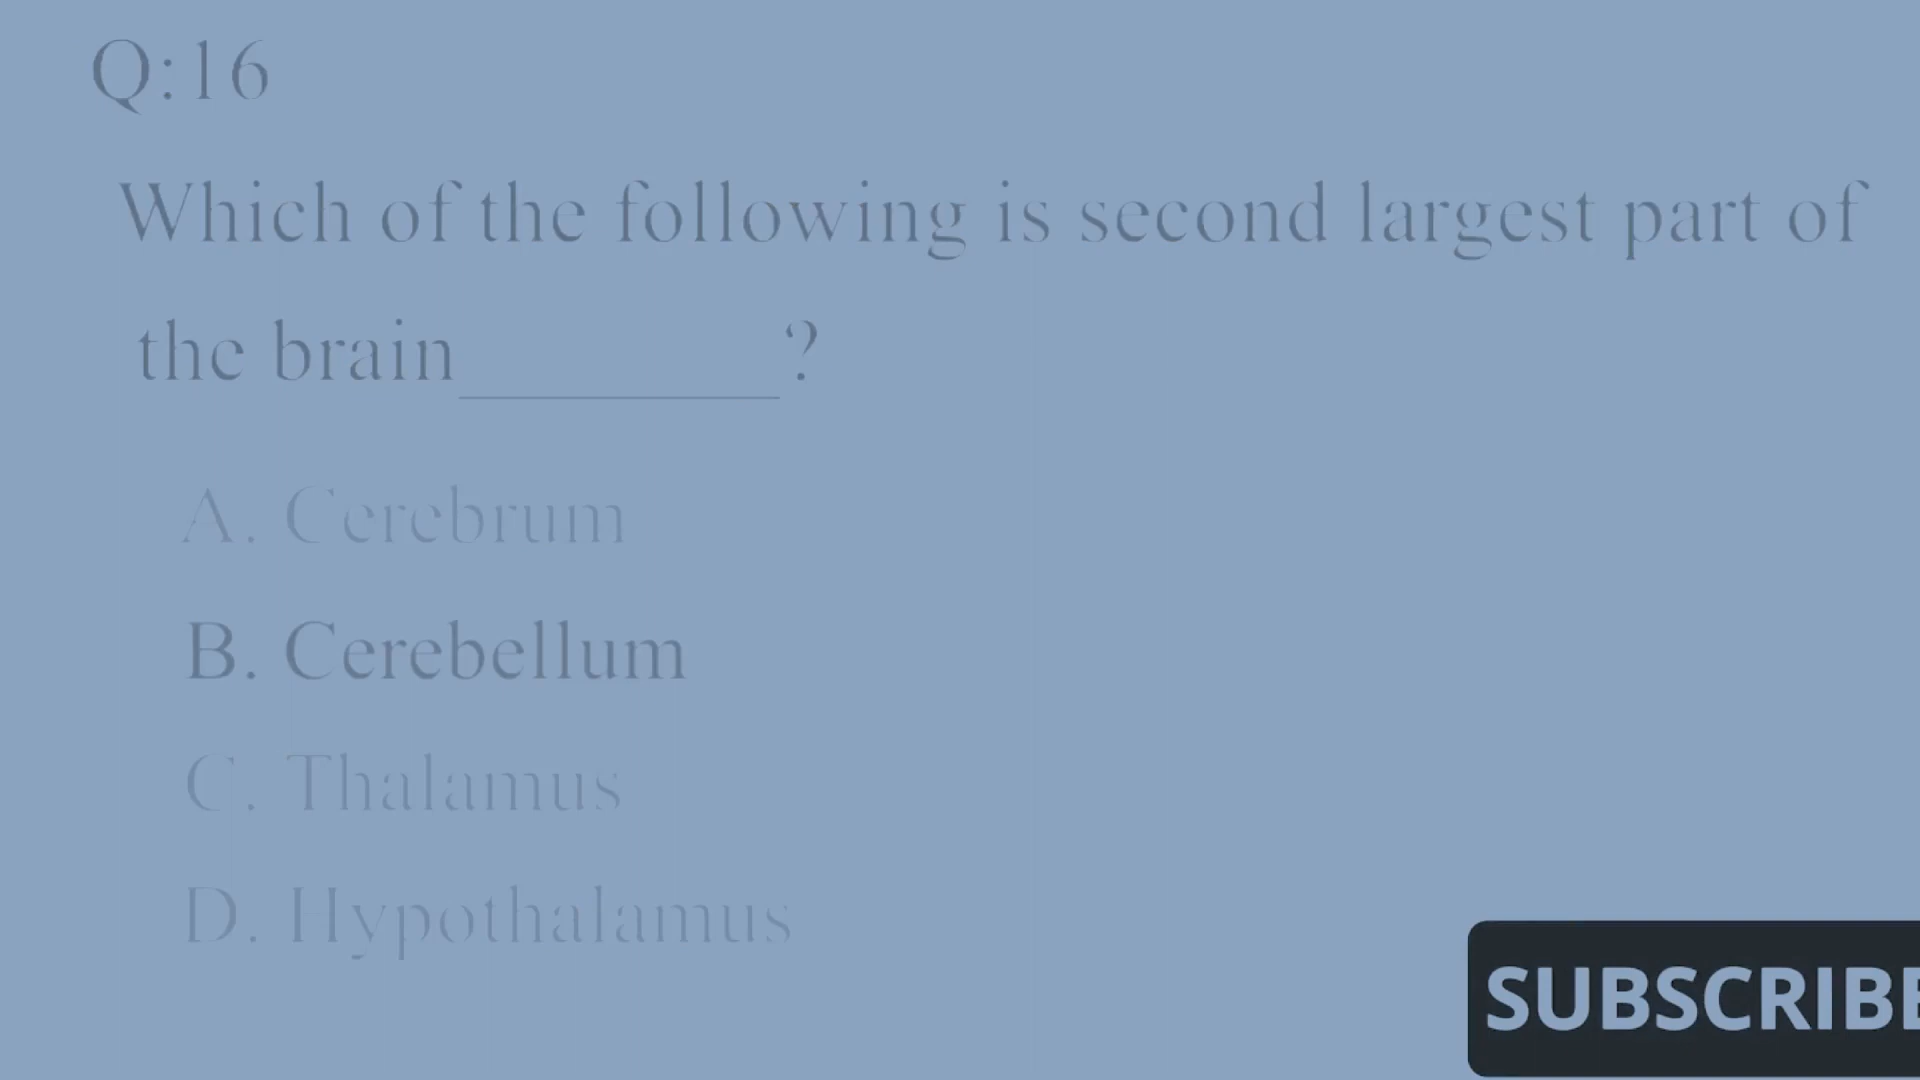 Q:16
Which of the following is second largest part of
the brain________?
A. Cerebrum
B. Cerebellum
C. Thalamus
D. Hypothalamus
SUBSCRIBE